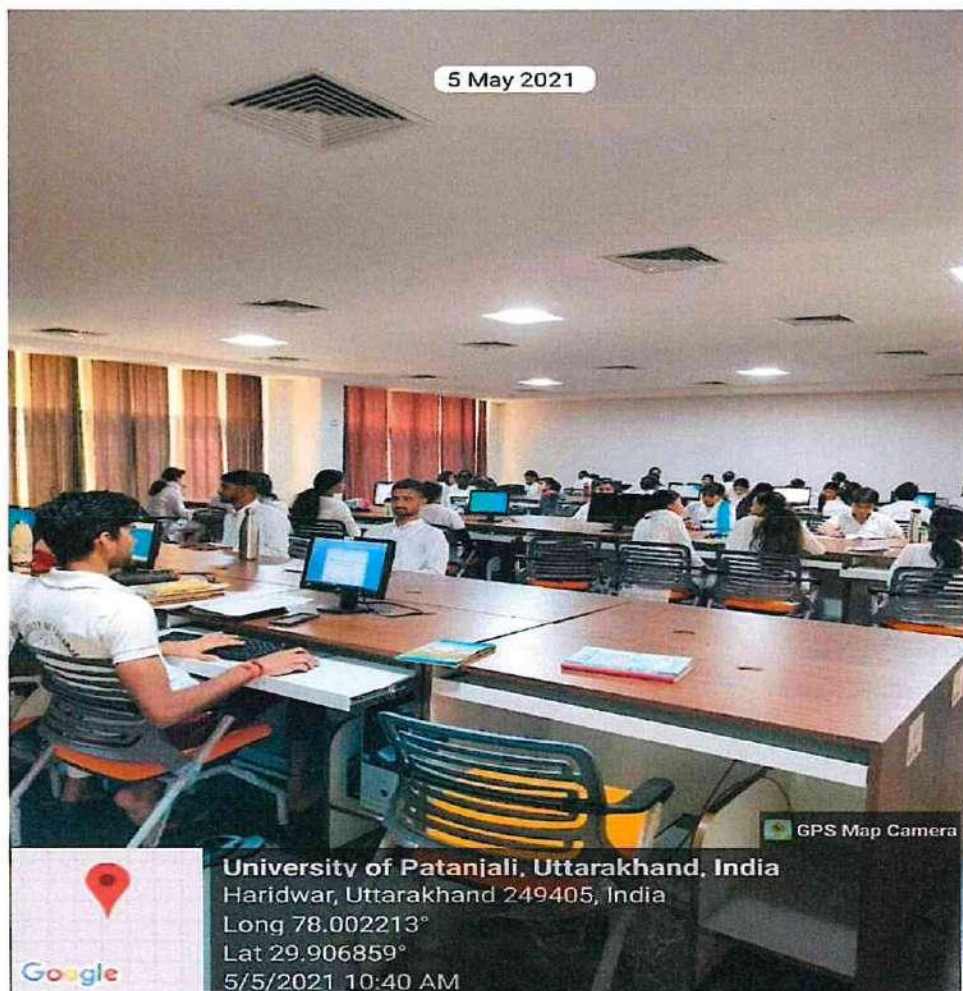 5 May 2021
GPS Map Camera
University of Patanjali, Uttarakhand, India
Haridwar, Uttarakhand 249405, India
Long 78.002213°
Lat 29.906859°
5/5/2021 10:40 AM
Google